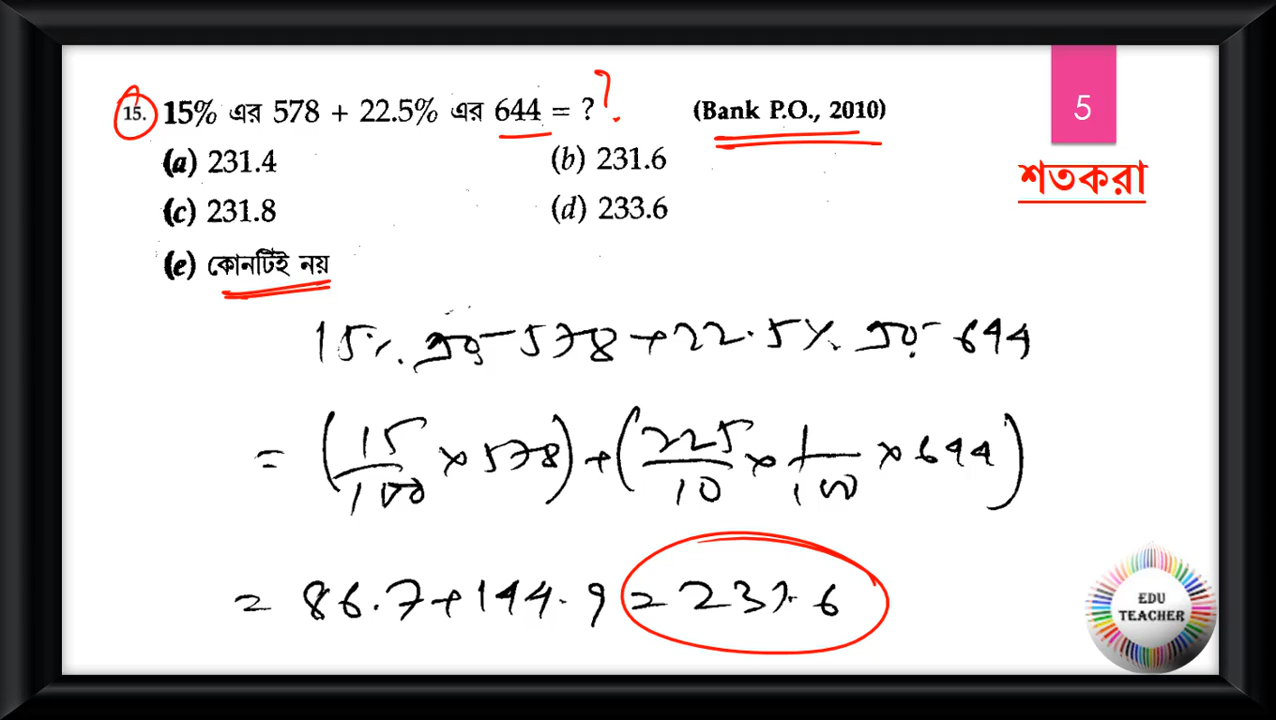 15. 15% এর 578 + 22.5% এর 644 = ? ?
(Bank P.O., 2010)
5
শতকরা
(a) 231.4
(b) 231.6
(c) 231.8
(d) 233.6
(e) কোনটিই নয়
15% এর 578 + 22.5% এর 644
= (15/100 × 578) + (225/10 × 1/100 × 644)
= 86.7 + 144.9 = 231.6
EDU
TEACHER